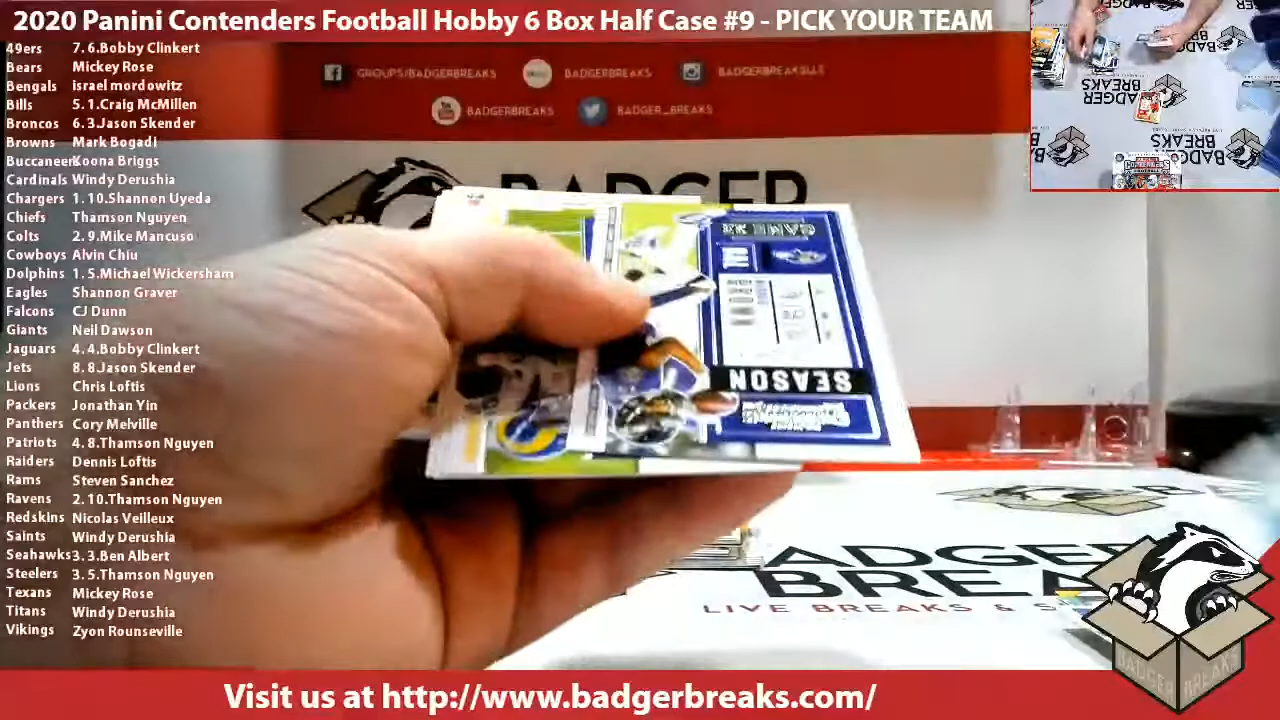 2020 Panini Contenders Football Hobby 6 Box Half Case #9 - PICK YOUR TEAM
49ers 7.6.Bobby Clinkert
Bears Mickey Rose
Bengals israel mordowitz
Bills 5.1.Craig McMillen
Broncos 6.3.Jason Skender
Browns Mark Bogadi
Buccaneers Koona Briggs
Cardinals Windy Derushia
Chargers 1.10.Shannon Uyeda
Chiefs Thamson Nguyen
Colts 2.9.Mike Mancuso
Cowboys Alvin Chiu
Dolphins 1.5.Michael Wickersham
Eagles Shannon Graver
Falcons CJ Dunn
Giants Neil Dawson
Jaguars 4.4.Bobby Clinkert
Jets 8.8.Jason Skender
Lions Chris Loftis
Packers Jonathan Yin
Panthers Cory Melville
Patriots 4.8.Thamson Nguyen
Raiders Dennis Loftis
Rams Steven Sanchez
Ravens 2.10.Thamson Nguyen
Redskins Nicolas Veilleux
Saints Windy Derushia
Seahawks 3.3.Ben Albert
Steelers 3.5.Thamson Nguyen
Texans Mickey Rose
Titans Windy Derushia
Vikings Zyon Rounseville
GROUPS/BADGERBREAKS BADGERBREAKS BADGERBREAKSLLC
BADGERBREAKS BADGER_BREAKS
BADGER
SEASON
BADGER
BREA
LIVE BREAKS & S
BADGER
BREAKS
BADGER BREAKS
Visit us at http://www.badgerbreaks.com/